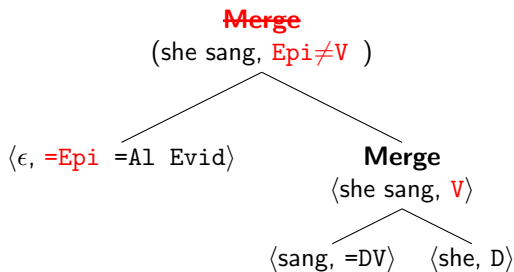 Merge
(she sang, Epi≠V )
⟨ϵ, =Epi =Al Evid⟩
Merge
⟨she sang, V⟩
⟨sang, =DV⟩ ⟨she, D⟩